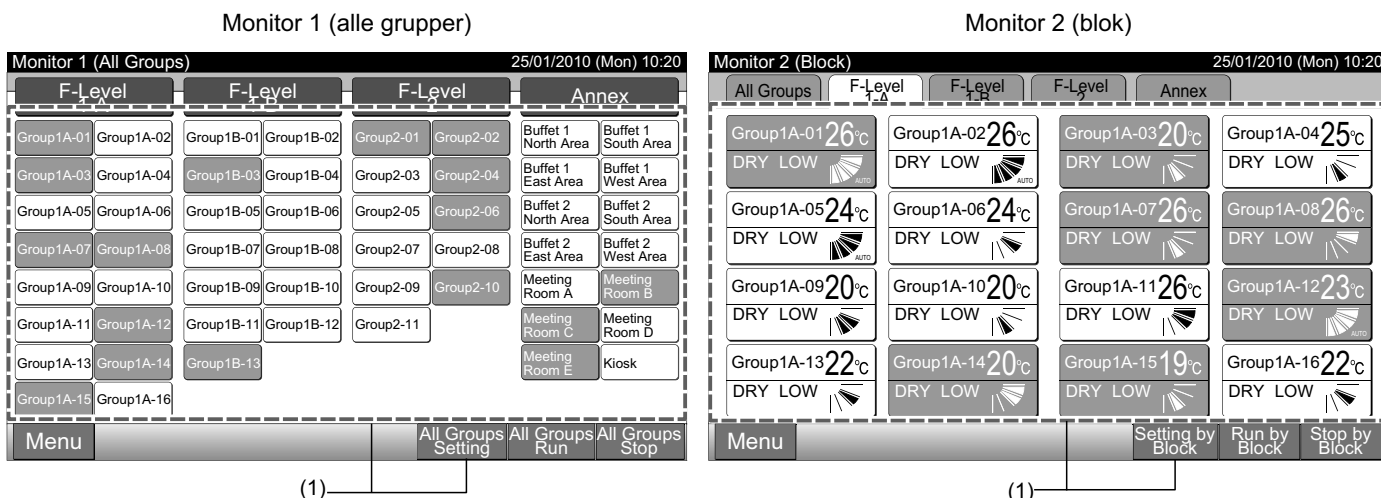 Monitor 1 (alle grupper)
Monitor 1 (All Groups) 25/01/2010 (Mon) 10:20
F-Level 1-A F-Level 1-B F-Level 2 Annex
Group1A-01 Group1A-02 Group1B-01 Group1B-02 Group2-01 Group2-02 Buffet 1 North Area Buffet 1 South Area
Group1A-03 Group1A-04 Group1B-03 Group1B-04 Group2-03 Group2-04 Buffet 1 East Area Buffet 1 West Area
Group1A-05 Group1A-06 Group1B-05 Group1B-06 Group2-05 Group2-06 Buffet 2 North Area Buffet 2 South Area
Group1A-07 Group1A-08 Group1B-07 Group1B-08 Group2-07 Group2-08 Buffet 2 East Area Buffet 2 West Area
Group1A-09 Group1A-10 Group1B-09 Group1B-10 Group2-09 Group2-10 Meeting Room A Meeting Room B
Group1A-11 Group1A-12 Group1B-11 Group1B-12 Group2-11 Meeting Room C Meeting Room D
Group1A-13 Group1A-14 Group1B-13 Meeting Room E Kiosk
Group1A-15 Group1A-16
Menu All Groups Setting All Groups Run All Groups Stop
(1)
Monitor 2 (blok)
Monitor 2 (Block) 25/01/2010 (Mon) 10:20
All Groups F-Level 1-A F-Level 1-B F-Level 2 Annex
Group1A-01 26°C Group1A-02 26°C Group1A-03 20°C Group1A-04 25°C
DRY LOW AUTO DRY LOW AUTO DRY LOW DRY LOW
Group1A-05 24°C Group1A-06 24°C Group1A-07 26°C Group1A-08 26°C
DRY LOW AUTO DRY LOW DRY LOW DRY LOW
Group1A-09 20°C Group1A-10 20°C Group1A-11 26°C Group1A-12 23°C
DRY LOW DRY LOW DRY LOW DRY LOW AUTO
Group1A-13 22°C Group1A-14 20°C Group1A-15 19°C Group1A-16 22°C
DRY LOW DRY LOW DRY LOW DRY LOW
Menu Setting by Block Run by Block Stop by Block
(1)